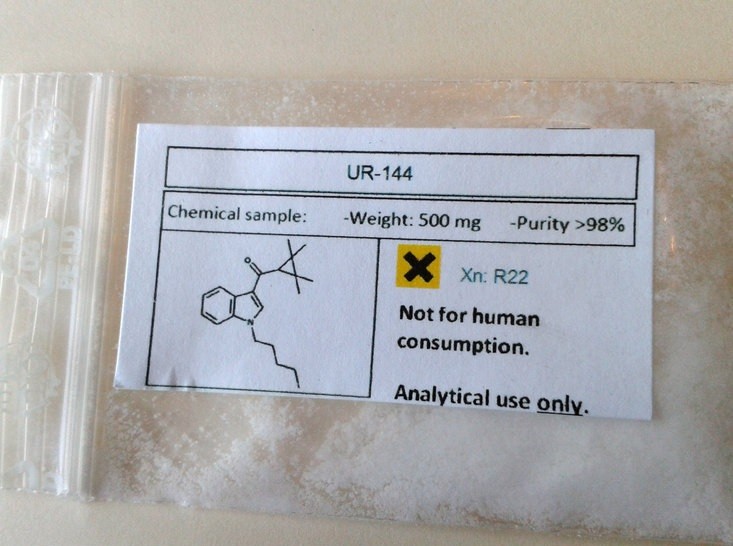 UR-144
Chemical sample: -Weight: 500 mg -Purity >98%
O
N
Xn: R22
Not for human
consumption.
Analytical use only.